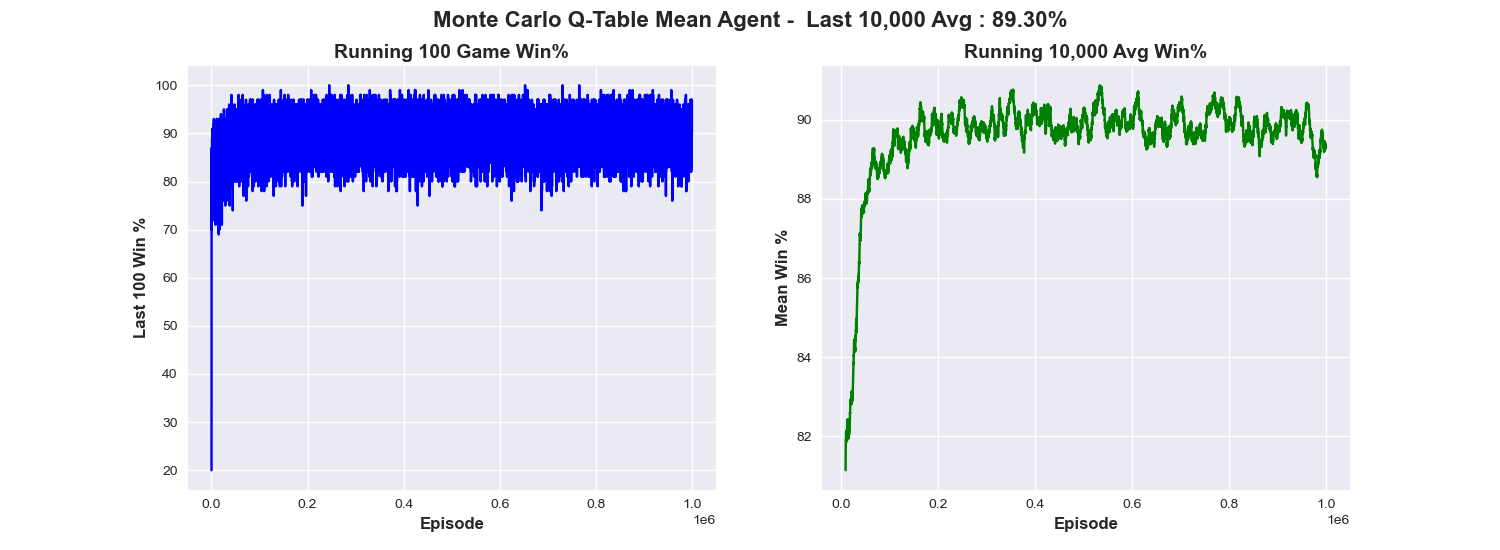 Monte Carlo Q-Table Mean Agent -  Last 10,000 Avg : 89.30%
Running 100 Game Win%
Last 100 Win %
100
90
80
70
60
50
40
30
20
0.0 0.2 0.4 0.6 0.8 1.0
1e6
Episode
Running 10,000 Avg Win%
Mean Win %
90
88
86
84
82
0.0 0.2 0.4 0.6 0.8 1.0
1e6
Episode